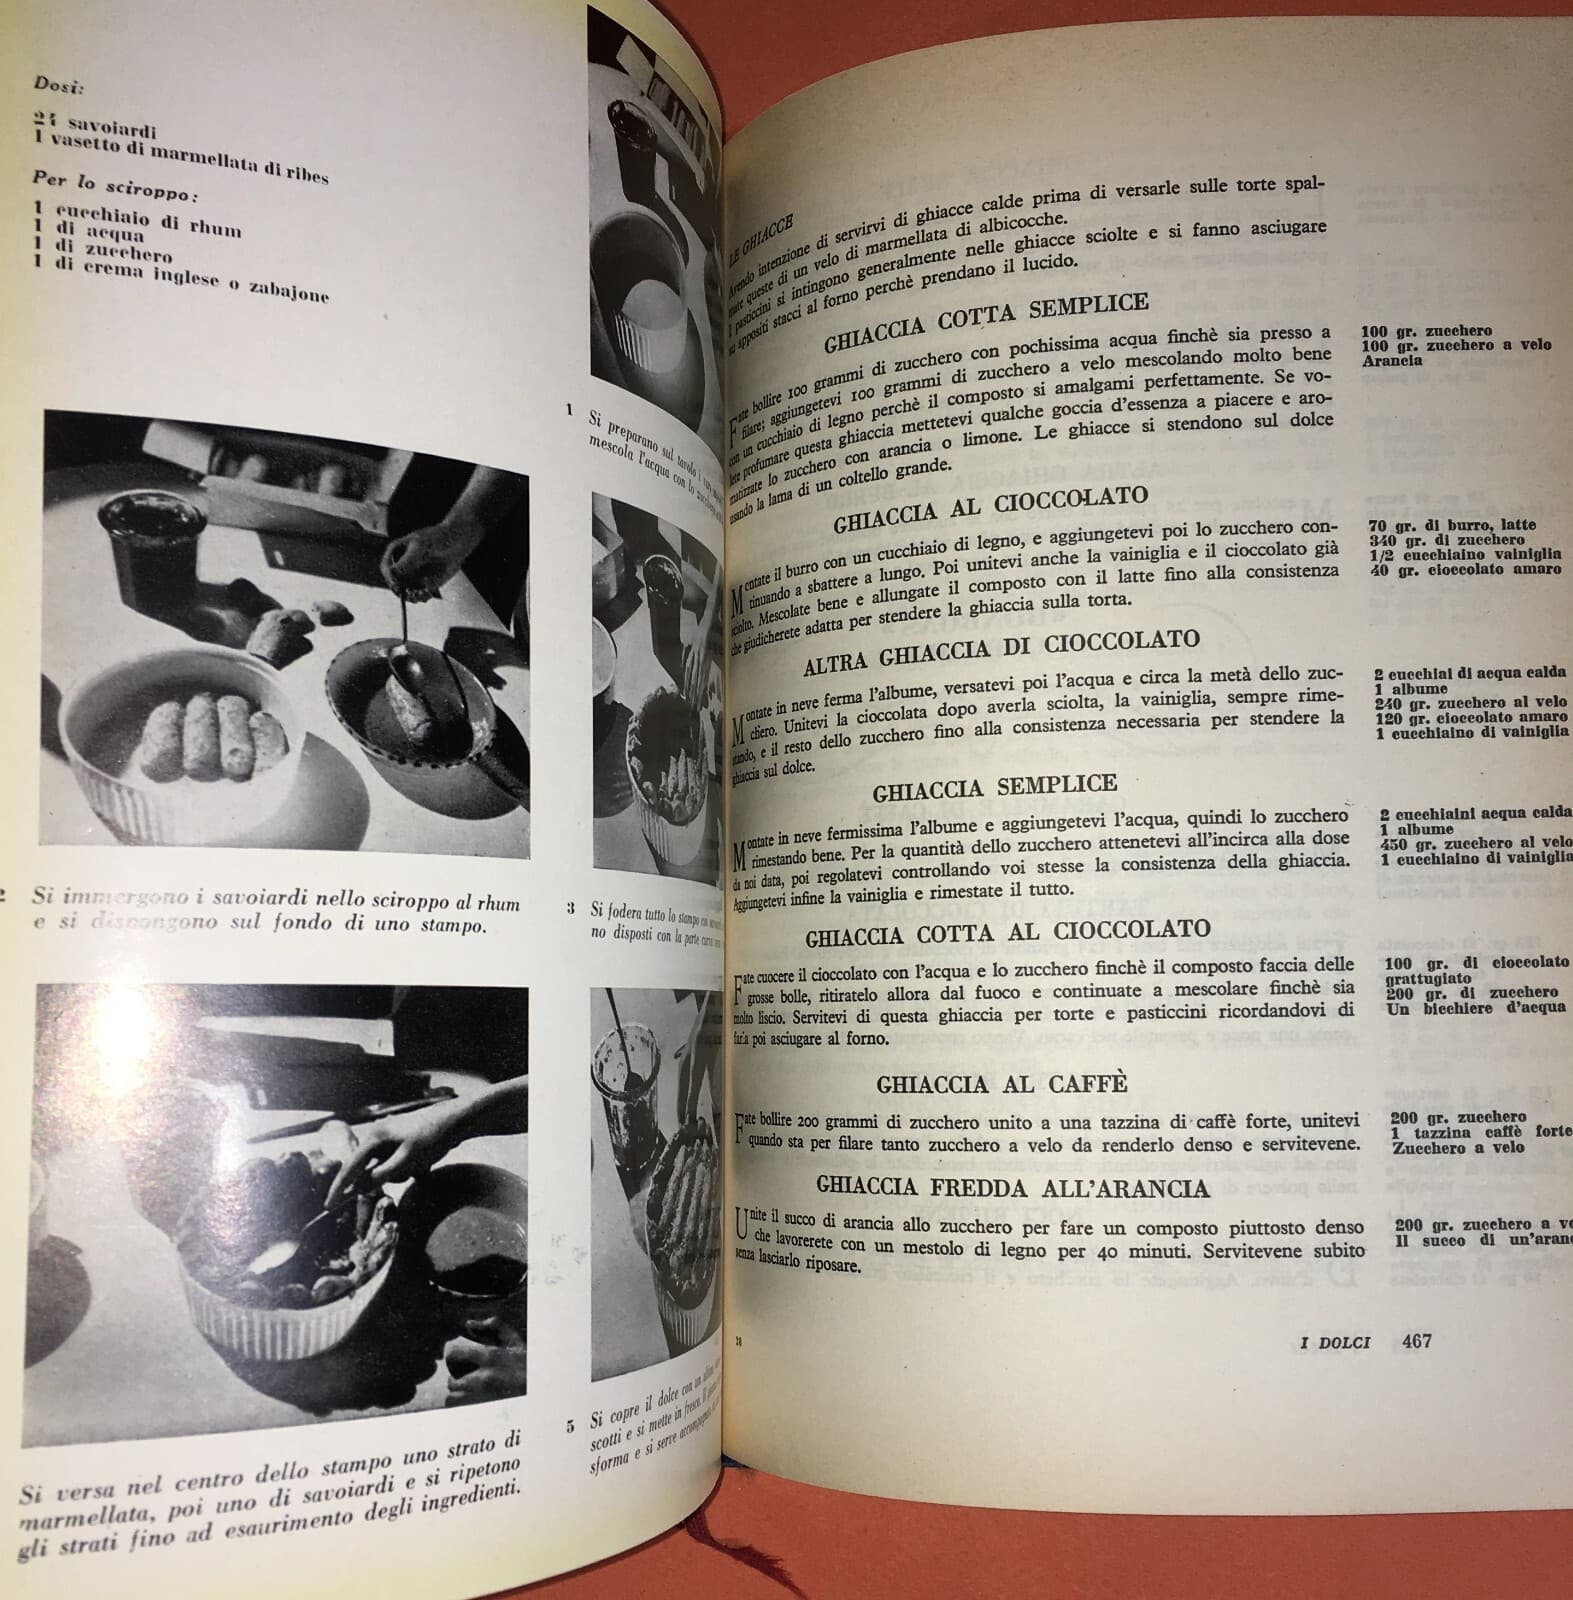 Dosi:
24 savoiardi
1 vasetto di marmellata di ribes
Per lo sciroppo:
1 cucchiaio di rhum
1 di acqua
1 di zucchero
1 di crema inglese o zabajone
1 Si preparano sul tavolo i vari
mescola l'acqua con lo
2 Si immergono i savoiardi nello sciroppo al rhum
e si dispongono sul fondo di uno stampo.
3 Si fodera tutto lo stampo con
no disposti con la parte curva
Si versa nel centro dello stampo uno strato di
marmellata, poi uno di savoiardi e si ripetono
gli strati fino ad esaurimento degli ingredienti.
5 Si copre il dolce con un
scotti e si mette in fresco. Il
sforma e si serve
LE GHIACCE
Avendo intenzione di servirvi di ghiacce calde prima di versarle sulle torte spal-
mate queste di un velo di marmellata di albicocche.
I pasticcini si intingono generalmente nelle ghiacce sciolte e si fanno asciugare
su appositi stacci al forno perchè prendano il lucido.
GHIACCIA COTTA SEMPLICE
Fate bollire 100 grammi di zucchero con pochissima acqua finchè sia presso a
filare; aggiungetevi 100 grammi di zucchero a velo mescolando molto bene
con un cucchiaio di legno perchè il composto si amalgami perfettamente. Se vo-
lete profumare questa ghiaccia mettetevi qualche goccia d'essenza a piacere e aro-
matizzate lo zucchero con arancia o limone. Le ghiacce si stendono sul dolce
usando la lama di un coltello grande.
100 gr. zucchero
100 gr. zucchero a velo
Arancia
GHIACCIA AL CIOCCOLATO
Montate il burro con un cucchiaio di legno, e aggiungetevi poi lo zucchero con-
tinuando a sbattere a lungo. Poi unitevi anche la vainiglia e il cioccolato già
sciolto. Mescolate bene e allungate il composto con il latte fino alla consistenza
che giudicherete adatta per stendere la ghiaccia sulla torta.
70 gr. di burro, latte
340 gr. di zucchero
1/2 cucchiaino vainiglia
40 gr. cioccolato amaro
ALTRA GHIACCIA DI CIOCCOLATO
Montate in neve ferma l'albume, versatevi poi l'acqua e circa la metà dello zuc-
chero. Unitevi la cioccolata dopo averla sciolta, la vainiglia, sempre rime-
stando, e il resto dello zucchero fino alla consistenza necessaria per stendere la
ghiaccia sul dolce.
2 cucchini di acqua calda
1 albume
240 gr. zucchero al velo
120 gr. cioccolato amaro
1 cucchiaino di vainiglia
GHIACCIA SEMPLICE
Montate in neve fermissima l'albume e aggiungetevi l'acqua, quindi lo zucchero
rimestando bene. Per la quantità dello zucchero attenetevi all'incirca alla dose
da noi data, poi regolatevi controllando voi stesse la consistenza della ghiaccia.
Aggiungetevi infine la vainiglia e rimestate il tutto.
2 cucchiaini acqua calda
1 albume
450 gr. zucchero al velo
1 cucchiaino di vainiglia
GHIACCIA COTTA AL CIOCCOLATO
Fate cuocere il cioccolato con l'acqua e lo zucchero finchè il composto faccia delle
grosse bolle, ritiratelo allora dal fuoco e continuate a mescolare finchè sia
molto liscio. Servitevi di questa ghiaccia per torte e pasticcini ricordandovi di
farla poi asciugare al forno.
100 gr. di cioccolato
grattugiato
200 gr. di zucchero
Un bicchiere d'acqua
GHIACCIA AL CAFFÈ
Fate bollire 200 grammi di zucchero unito a una tazzina di caffè forte, unitevi
quando sta per filare tanto zucchero a velo da renderlo denso e servitevene.
200 gr. zucchero
1 tazzina caffè forte
Zucchero a velo
GHIACCIA FREDDA ALL'ARANCIA
Unite il succo di arancia allo zucchero per fare un composto piuttosto denso
che lavorerete con un mestolo di legno per 40 minuti. Servitevene subito
senza lasciarlo riposare.
200 gr. zucchero a ve
Il succo di un'aranc
28
I DOLCI 467